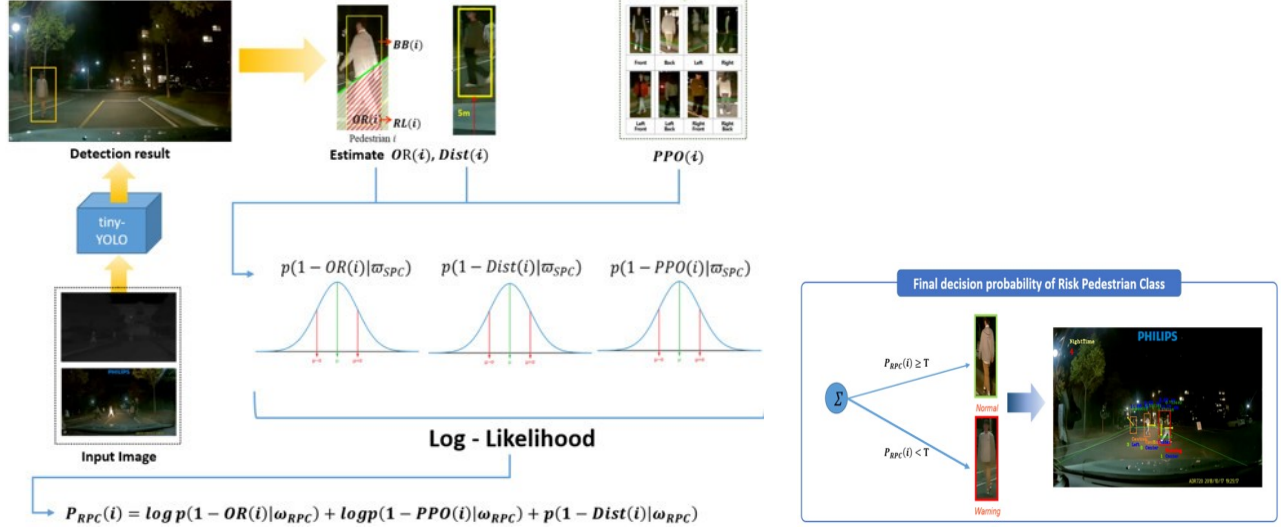 BB(i)
5m
OR(i)
RL(i)
Pedestrian i
Front Back Left Right
Left Front Left Back Right Front Right Back
Detection result
Estimate OR(i), Dist(i)
PPO(i)
tiny-
YOLO
p(1 − OR(i)|ϖ_SPC) p(1 − Dist(i)|ϖ_SPC) p(1 − PPO(i)|ϖ_SPC)
PHILIPS
Input Image
Log - Likelihood
P_RPC(i) = log p(1 − OR(i)|ω_RPC) + logp(1 − PPO(i)|ω_RPC) + p(1 − Dist(i)|ω_RPC)
Final decision probability of Risk Pedestrian Class
PHILIPS
NightTime
P_RPC(i) ≥ T
Σ
Normal
P_RPC(i) < T
Warning